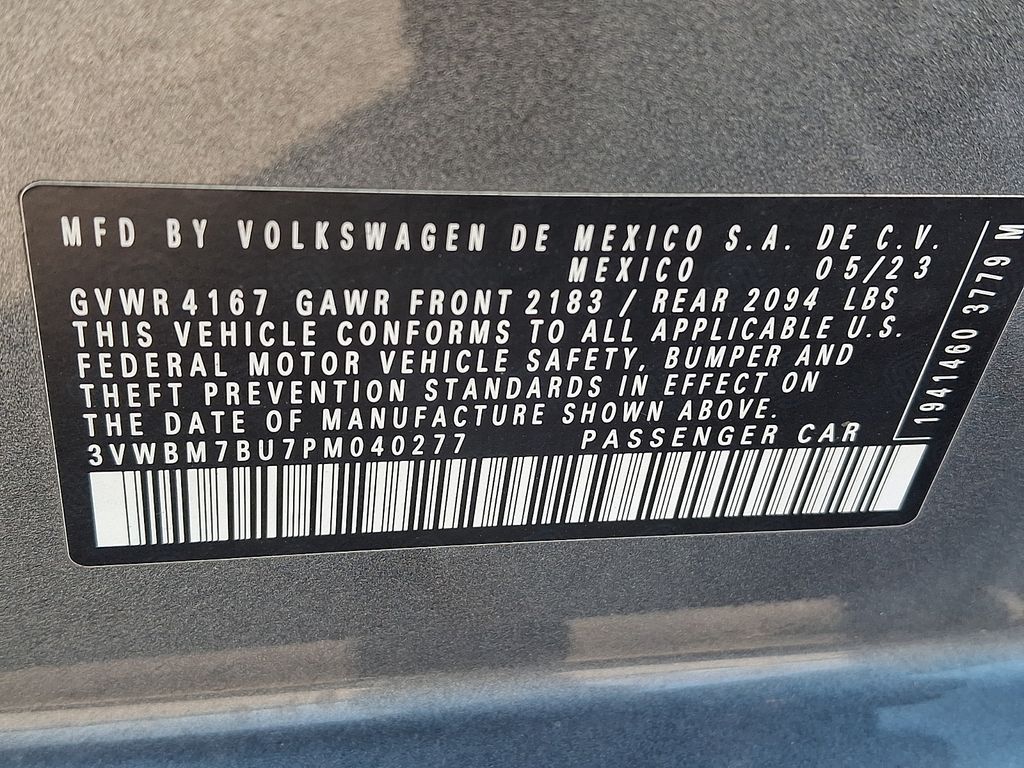 MFD BY VOLKSWAGEN DE MEXICO S.A. DE C.V.
MEXICO 05/23
GVWR 4167 GAWR FRONT 2183 / REAR 2094 LBS
THIS VEHICLE CONFORMS TO ALL APPLICABLE U.S.
FEDERAL MOTOR VEHICLE SAFETY, BUMPER AND
THEFT PREVENTION STANDARDS IN EFFECT ON
THE DATE OF MANUFACTURE SHOWN ABOVE.
3VWBM7BU7PM040277 PASSENGER CAR
1941460 3779 M